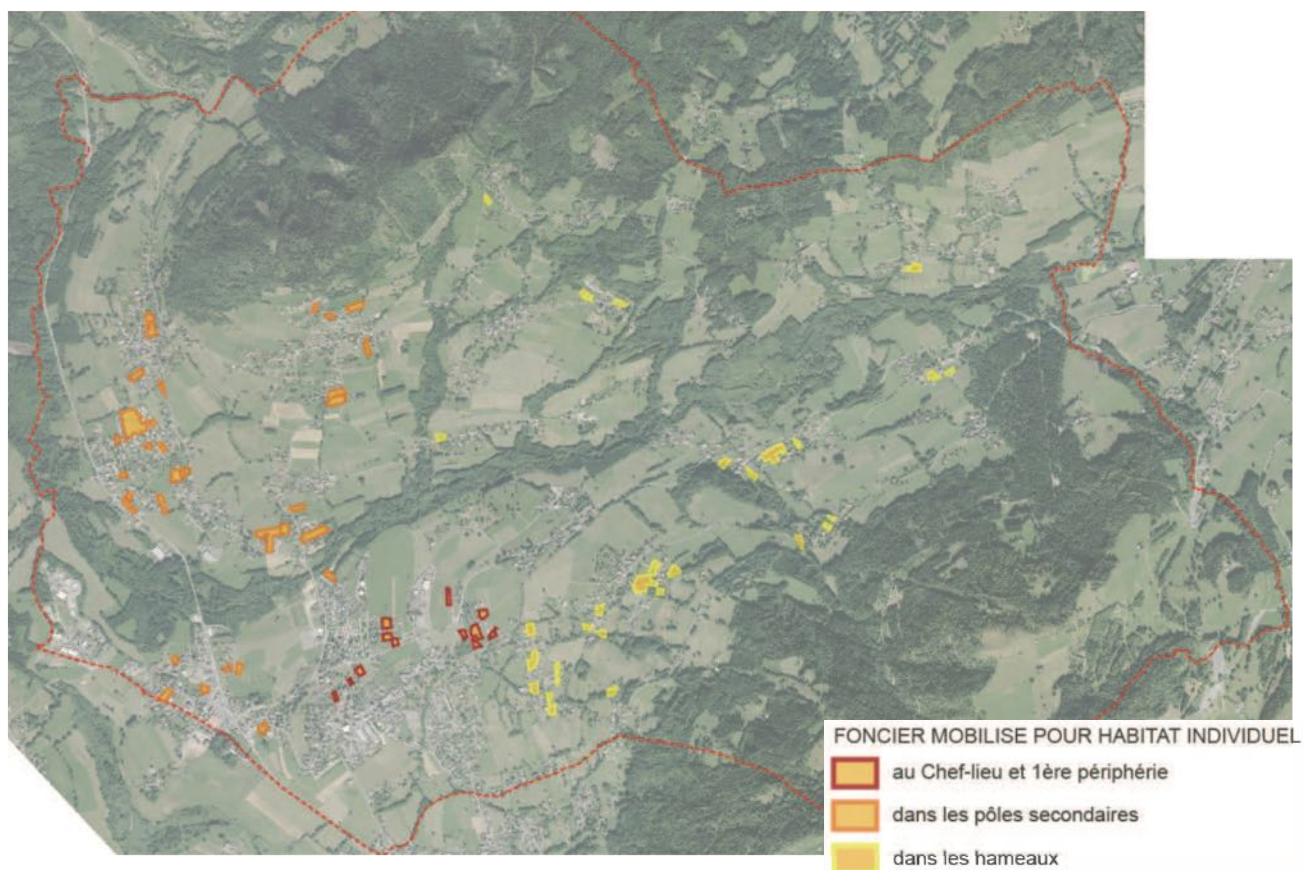 FONCIER MOBILISE POUR HABITAT INDIVIDUEL
au Chef-lieu et 1ère périphérie
dans les pôles secondaires
dans les hameaux